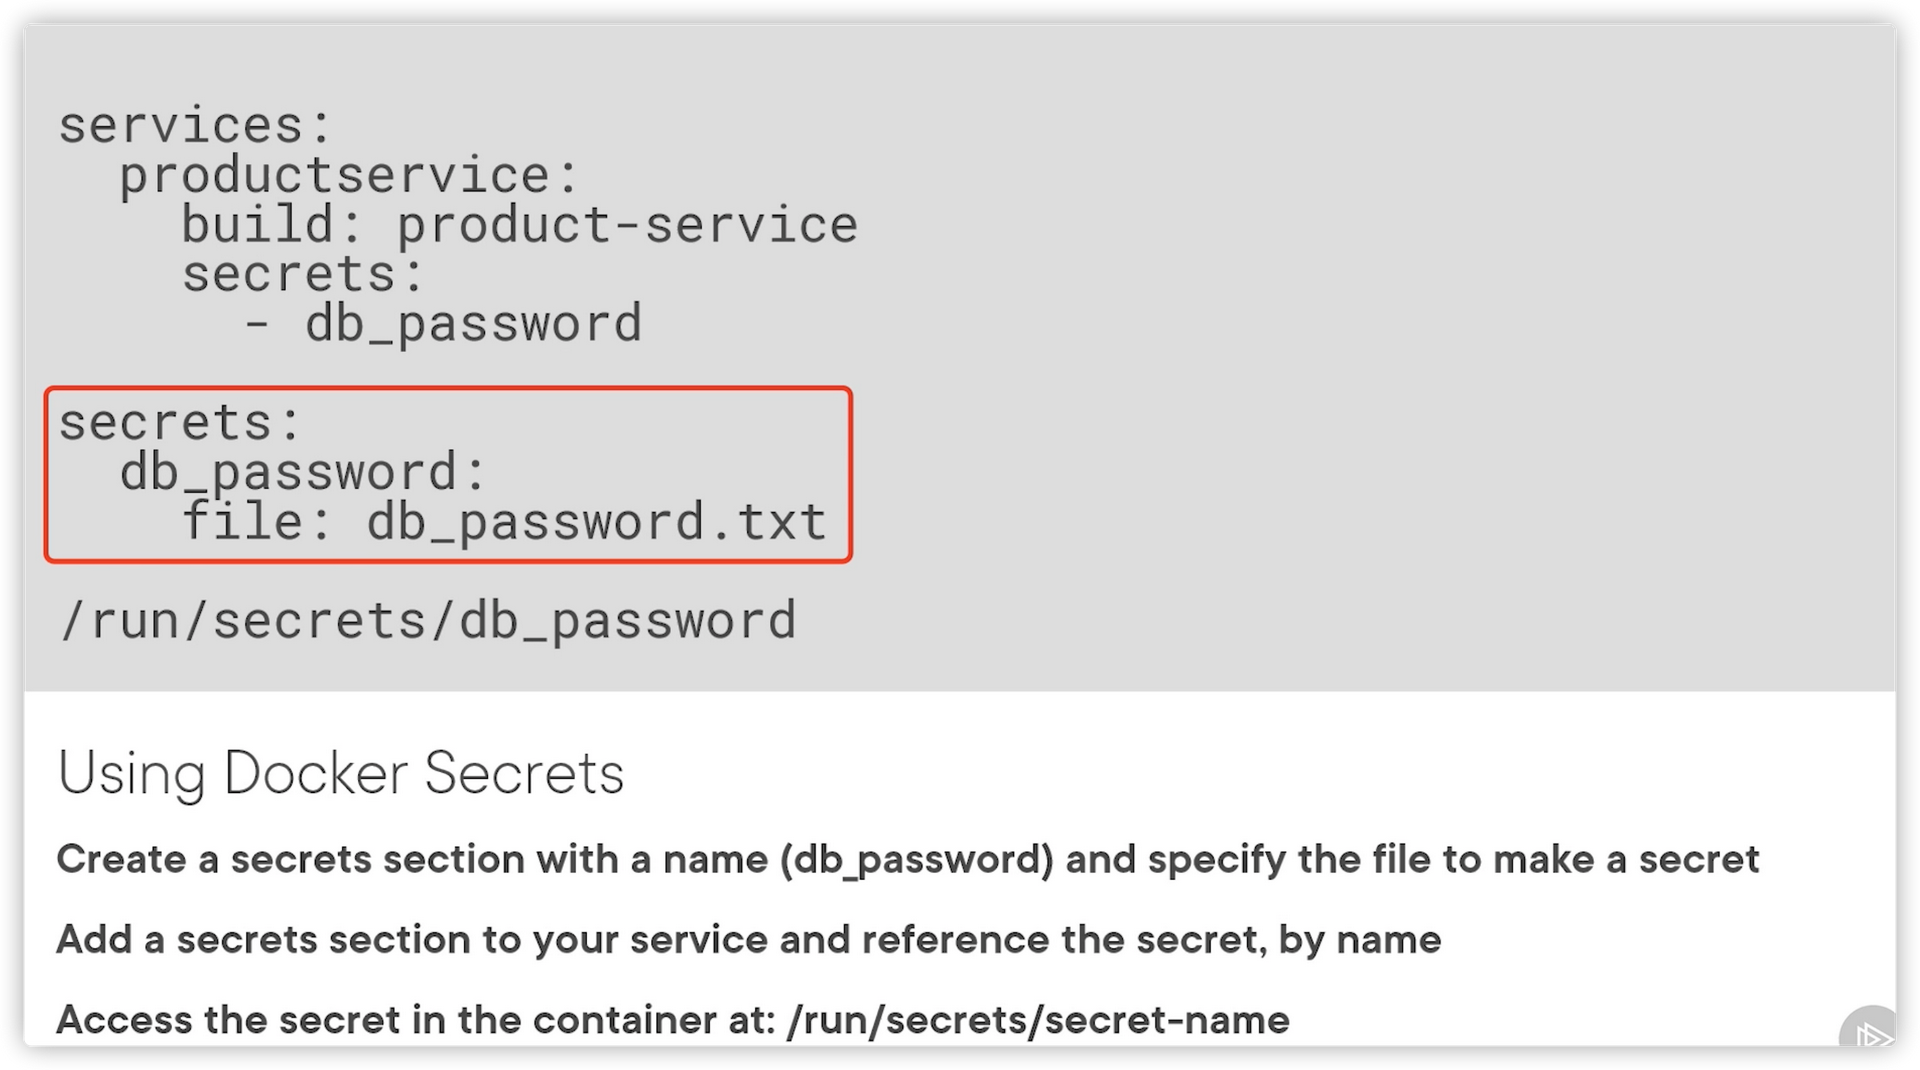 services:
  productservice:
    build: product-service
    secrets:
      - db_password
secrets:
  db_password:
    file: db_password.txt
/run/secrets/db_password
Using Docker Secrets
Create a secrets section with a name (db_password) and specify the file to make a secret
Add a secrets section to your service and reference the secret, by name
Access the secret in the container at: /run/secrets/secret-name